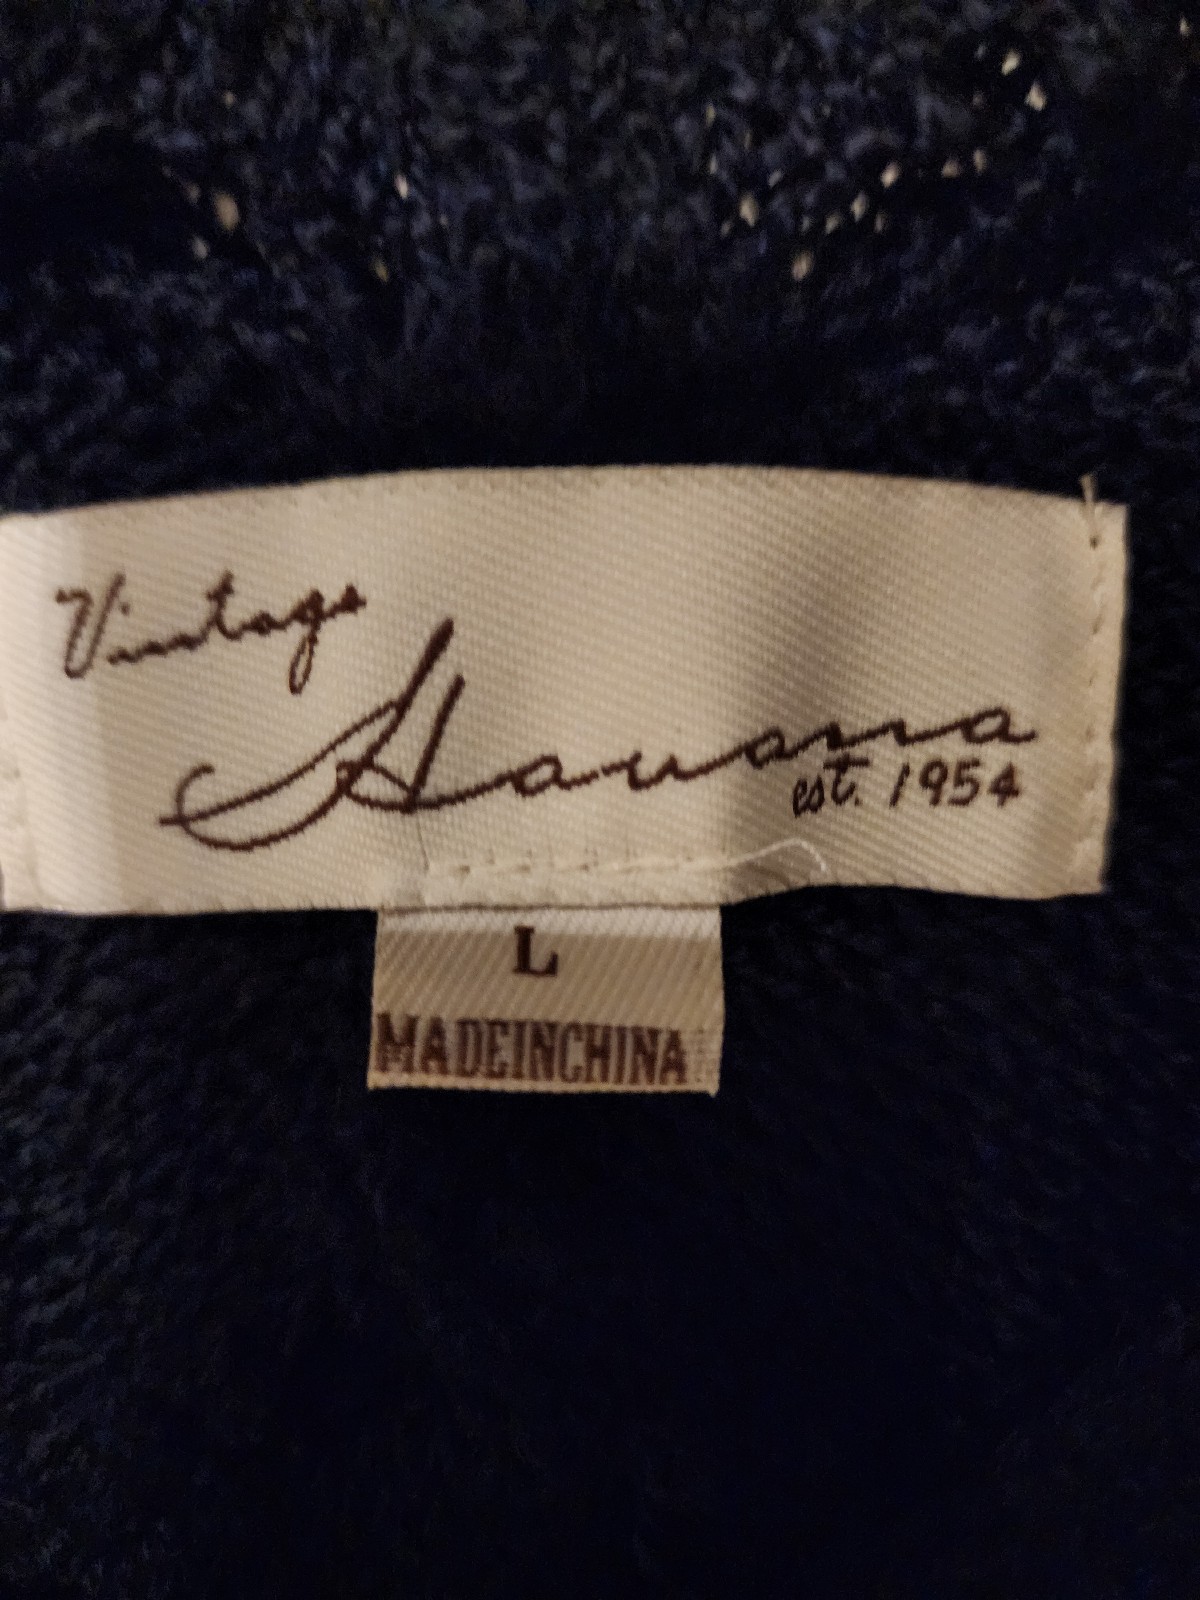 Vintage
Havana
est. 1954
L
MADEINCHINA